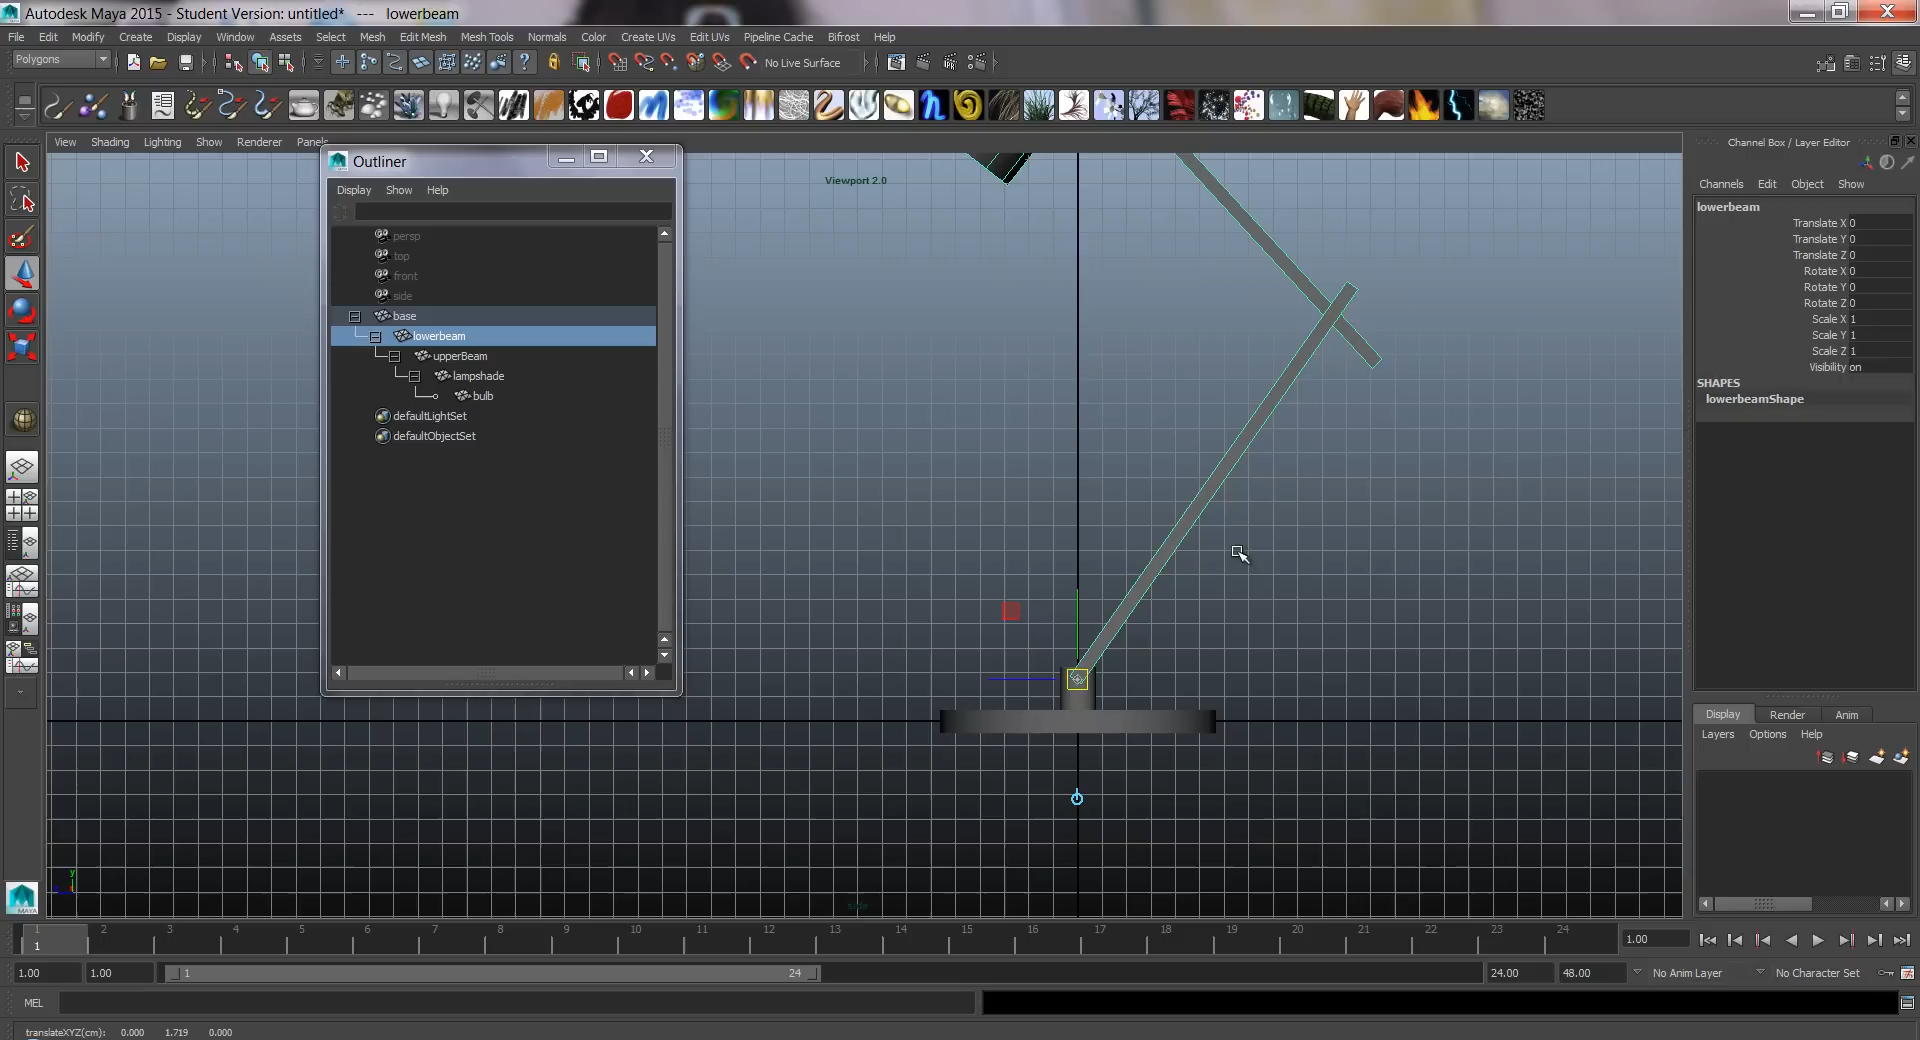 Autodesk Maya 2015 - Student Version: untitled*   ---   lowerbeam
File Edit Modify Create Display Window Assets Select Mesh Edit Mesh Mesh Tools Normals Color Create UVs Edit UVs Pipeline Cache Bifrost Help
Polygons
No Live Surface
View Shading Lighting Show Renderer Panels
Channel Box / Layer Editor
Outliner
Viewport 2.0
Channels Edit Object Show
Display Show Help
lowerbeam
Translate X 0
Translate Y 0
Translate Z 0
Rotate X 0
Rotate Y 0
Rotate Z 0
Scale X 1
Scale Y 1
Scale Z 1
Visibility on
SHAPES
lowerbeamShape
persp
top
front
side
base
lowerbeam
upperBeam
lampshade
bulb
defaultLightSet
defaultObjectSet
Display Render Anim
Layers Options Help
y
side
MAYA
1 2 3 4 5 6 7 8 9 10 11 12 13 14 15 16 17 18 19 20 21 22 23 24
1
1.00
1.00 1.00 1 24 24.00 48.00 No Anim Layer No Character Set
MEL
translateXYZ(cm): 0.000 1.719 0.000